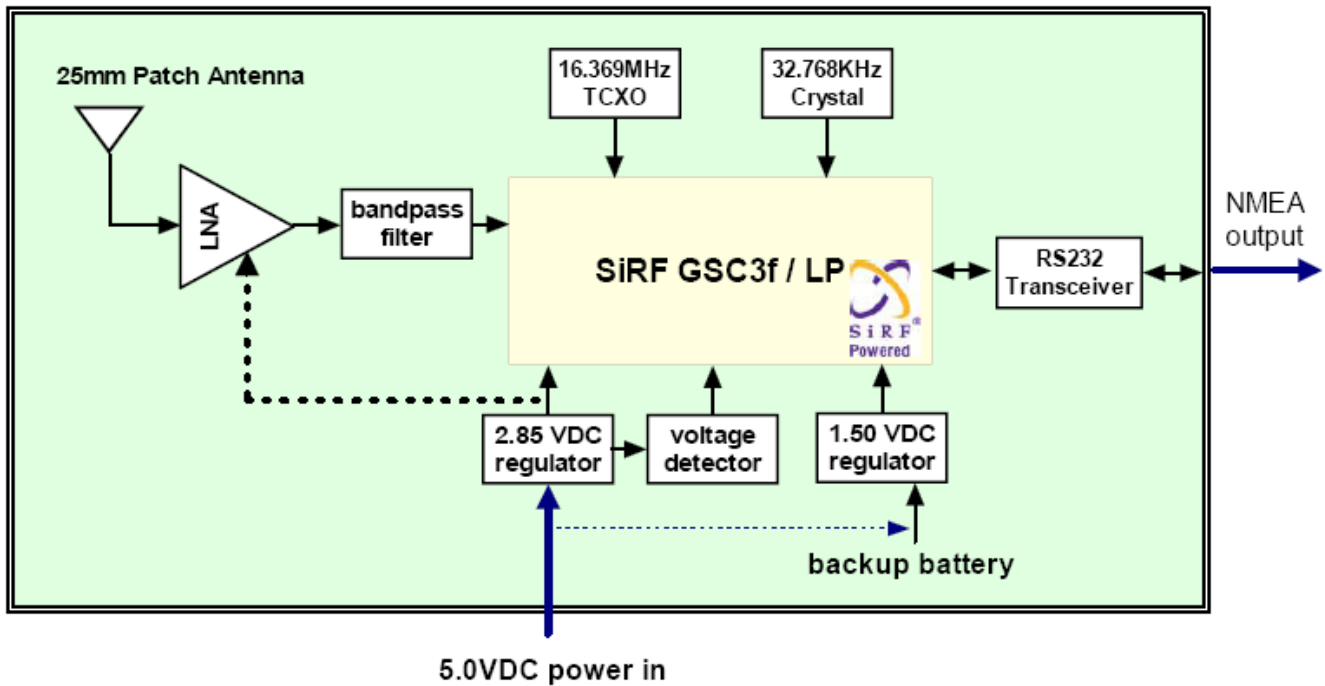 25mm Patch Antenna
16.369MHz
TCXO
32.768KHz
Crystal
LNA
bandpass
filter
SiRF GSC3f / LP
SiRF®
Powered
RS232
Transceiver
NMEA
output
2.85 VDC
regulator
voltage
detector
1.50 VDC
regulator
backup battery
5.0VDC power in